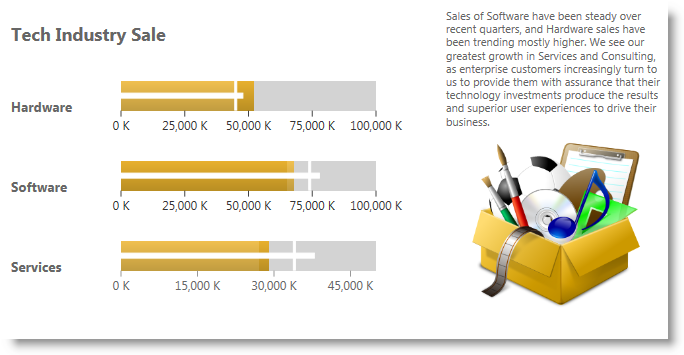 Tech Industry Sale
Hardware
0 K 25,000 K 50,000 K 75,000 K 100,000 K
Software
0 K 25,000 K 50,000 K 75,000 K 100,000 K
Services
0 K 15,000 K 30,000 K 45,000 K
Sales of Software have been steady over
recent quarters, and Hardware sales have
been trending mostly higher. We see our
greatest growth in Services and Consulting,
as enterprise customers increasingly turn to
us to provide them with assurance that their
technology investments produce the results
and superior user experiences to drive their
business.